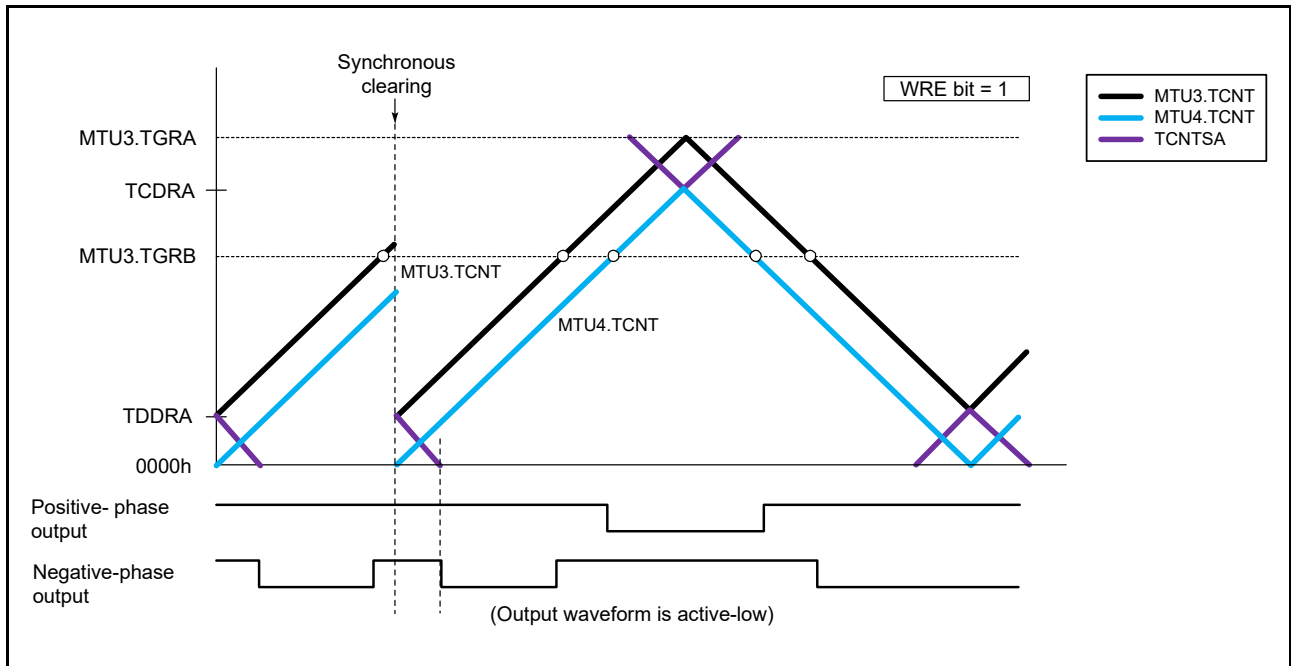 Synchronous
clearing
WRE bit = 1
MTU3.TCNT
MTU4.TCNT
TCNTSA
MTU3.TGRA
TCDRA
MTU3.TGRB
MTU3.TCNT
MTU4.TCNT
TDDRA
0000h
Positive- phase
output
Negative-phase
output
(Output waveform is active-low)